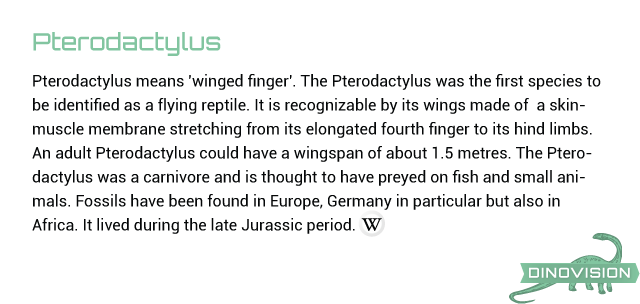 Pterodactylus
Pterodactylus means 'winged finger'. The Pterodactylus was the first species to
be identified as a flying reptile. It is recognizable by its wings made of  a skin-
muscle membrane stretching from its elongated fourth finger to its hind limbs.
An adult Pterodactylus could have a wingspan of about 1.5 metres. The Ptero-
dactylus was a carnivore and is thought to have preyed on fish and small ani-
mals. Fossils have been found in Europe, Germany in particular but also in
Africa. It lived during the late Jurassic period. W
DINOVISION